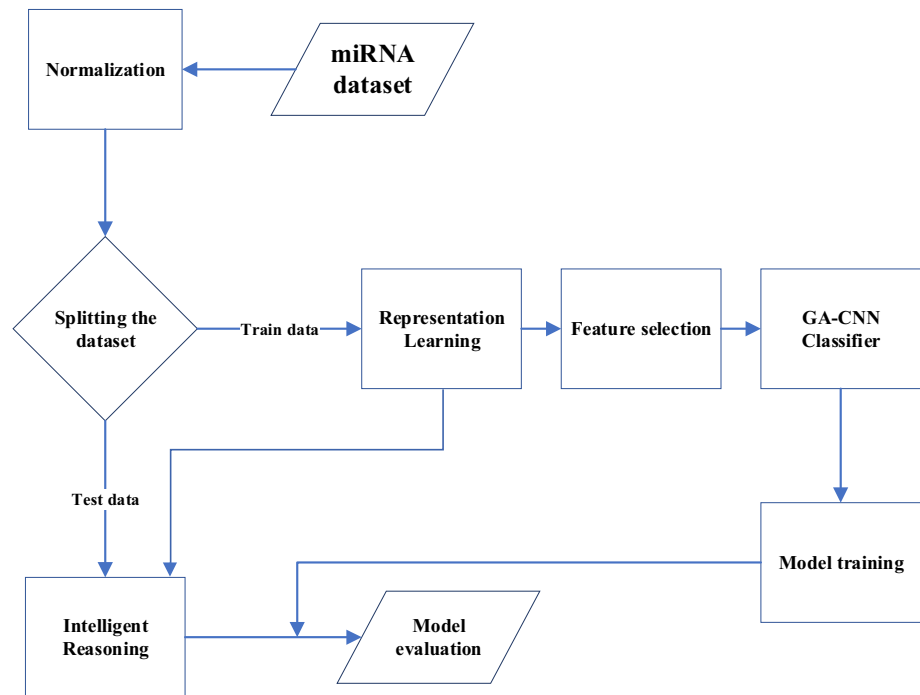 miRNA
dataset
Normalization
Splitting the
dataset
Train data
Representation
Learning
Feature selection
GA-CNN
Classifier
Test data
Model training
Intelligent
Reasoning
Model
evaluation